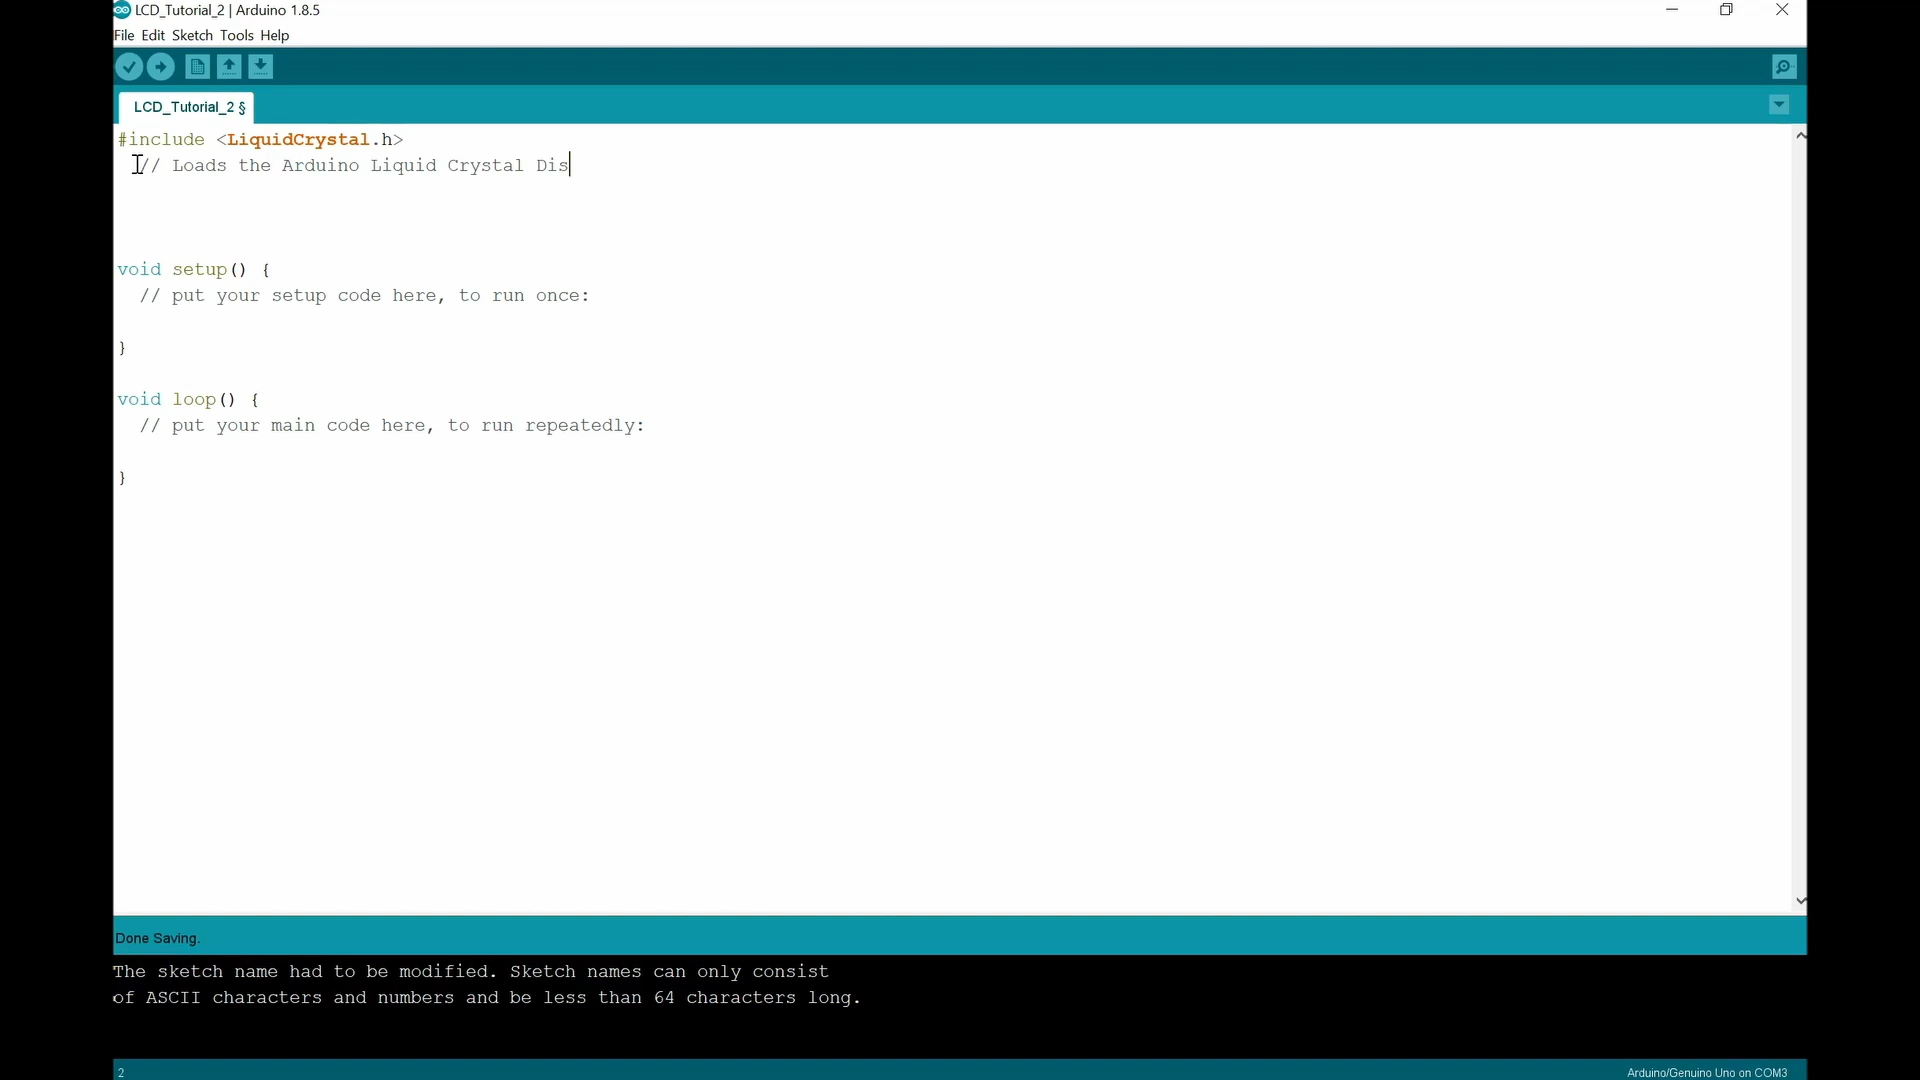 LCD_Tutorial_2 | Arduino 1.8.5
File Edit Sketch Tools Help
LCD_Tutorial_2 §
#include <LiquidCrystal.h>
// Loads the Arduino Liquid Crystal Dis
void setup() {
// put your setup code here, to run once:
}
void loop() {
// put your main code here, to run repeatedly:
}
Done Saving.
The sketch name had to be modified. Sketch names can only consist
of ASCII characters and numbers and be less than 64 characters long.
2
Arduino/Genuino Uno on COM3